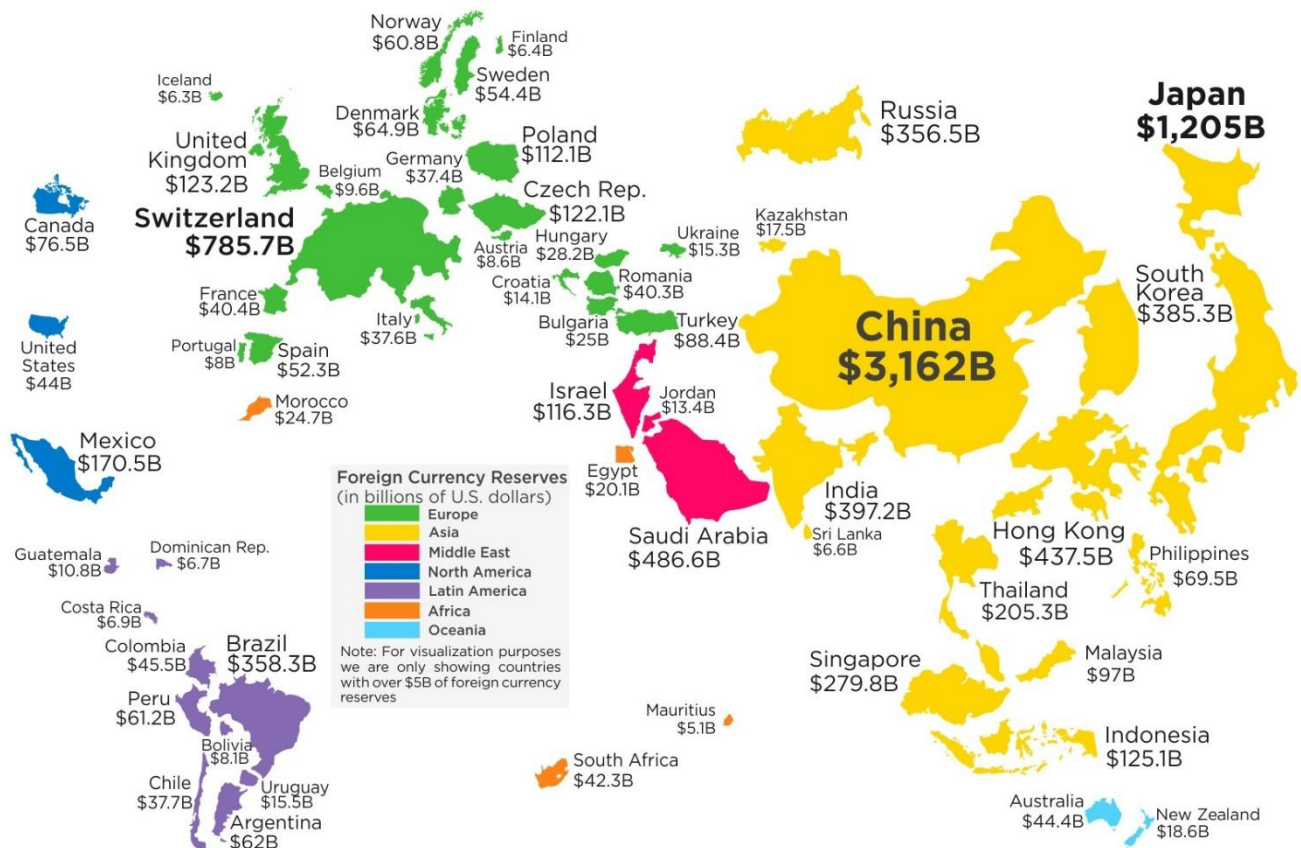 Norway
$60.8B
Finland
$6.4B
Sweden
$54.4B
Iceland
$6.3B
Denmark
$64.9B
United
Kingdom
$123.2B
Poland
$112.1B
Germany
$37.4B
Belgium
$9.6B
Czech Rep.
$122.1B
Switzerland
$785.7B
Austria
$8.6B
Hungary
$28.2B
Ukraine
$15.3B
Croatia
$14.1B
Romania
$40.3B
France
$40.4B
Italy
$37.6B
Bulgaria
$25B
Turkey
$88.4B
Portugal
$8B
Spain
$52.3B
Canada
$76.5B
United
States
$44B
Mexico
$170.5B
Morocco
$24.7B
Israel
$116.3B
Jordan
$13.4B
Egypt
$20.1B
Saudi Arabia
$486.6B
Russia
$356.5B
Japan
$1,205B
Kazakhstan
$17.5B
China
$3,162B
South
Korea
$385.3B
India
$397.2B
Sri Lanka
$6.6B
Hong Kong
$437.5B
Philippines
$69.5B
Thailand
$205.3B
Singapore
$279.8B
Malaysia
$97B
Indonesia
$125.1B
Foreign Currency Reserves
(in billions of U.S. dollars)
Europe
Asia
Middle East
North America
Latin America
Africa
Oceania
Note: For visualization purposes
we are only showing countries
with over $5B of foreign currency
reserves
Guatemala
$10.8B
Dominican Rep.
$6.7B
Costa Rica
$6.9B
Colombia
$45.5B
Brazil
$358.3B
Peru
$61.2B
Bolivia
$8.1B
Chile
$37.7B
Uruguay
$15.5B
Argentina
$62B
Mauritius
$5.1B
South Africa
$42.3B
Australia
$44.4B
New Zealand
$18.6B